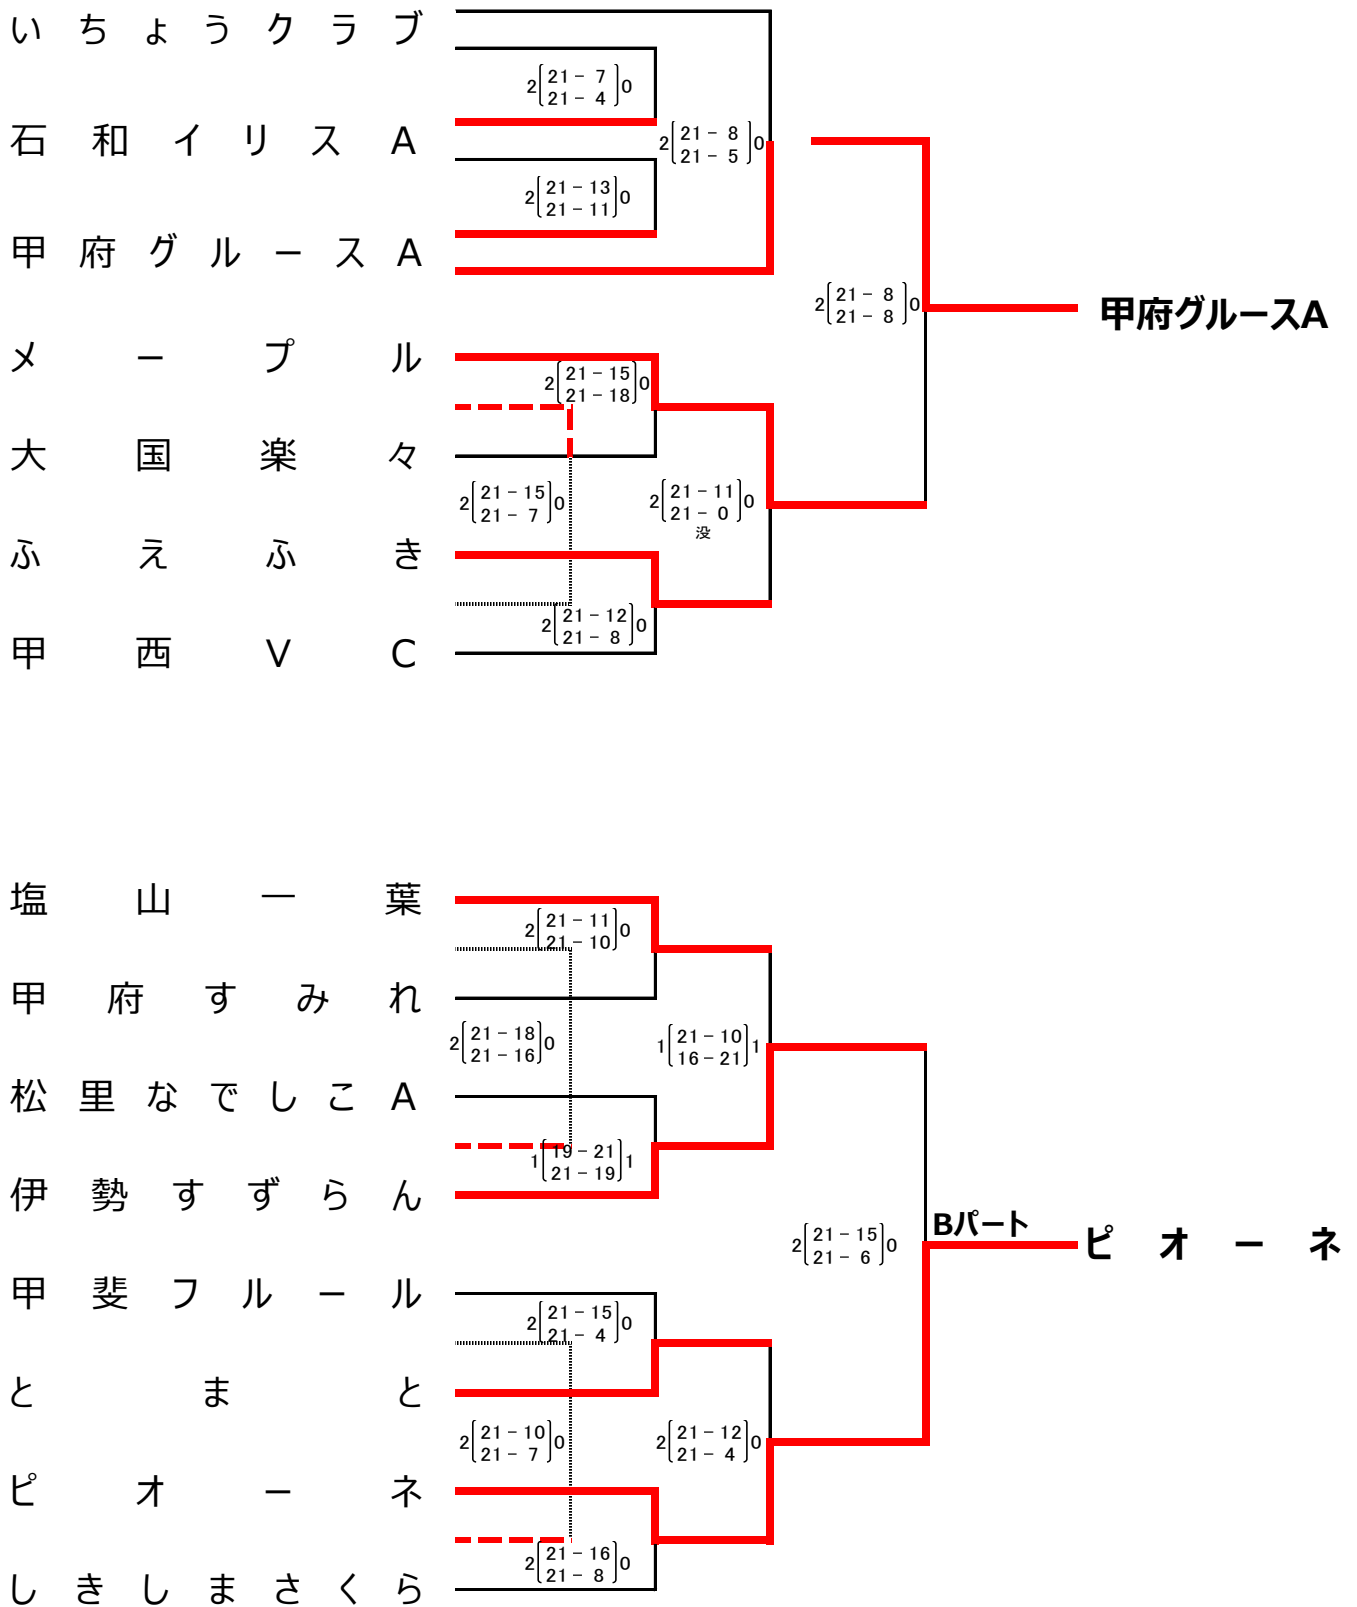 いちょうクラブ
2 21－ 7 0
21－ 4
石和イリスA
2 21－ 8 0
21－ 5
2 21－13 0
21－11
甲府グルースA
2 21－ 8 0
21－ 8
甲府グルースA
メープル
2 21－15 0
21－18
大国楽々
2 21－15 0
21－ 7
2 21－11 0
21－ 0
没
ふえふき
2 21－12 0
21－ 8
甲西VC
塩山一葉
2 21－11 0
21－10
甲府すみれ
2 21－18 0
21－16
1 21－10 1
16－21
松里なでしこA
1 19－21 1
21－19
伊勢すずらん
Bパート
2 21－15 0
21－ 6
ピオーネ
甲斐フルール
2 21－15 0
21－ 4
とまと
2 21－10 0
21－ 7
2 21－12 0
21－ 4
ピオーネ
2 21－16 0
21－ 8
しきしまさくら